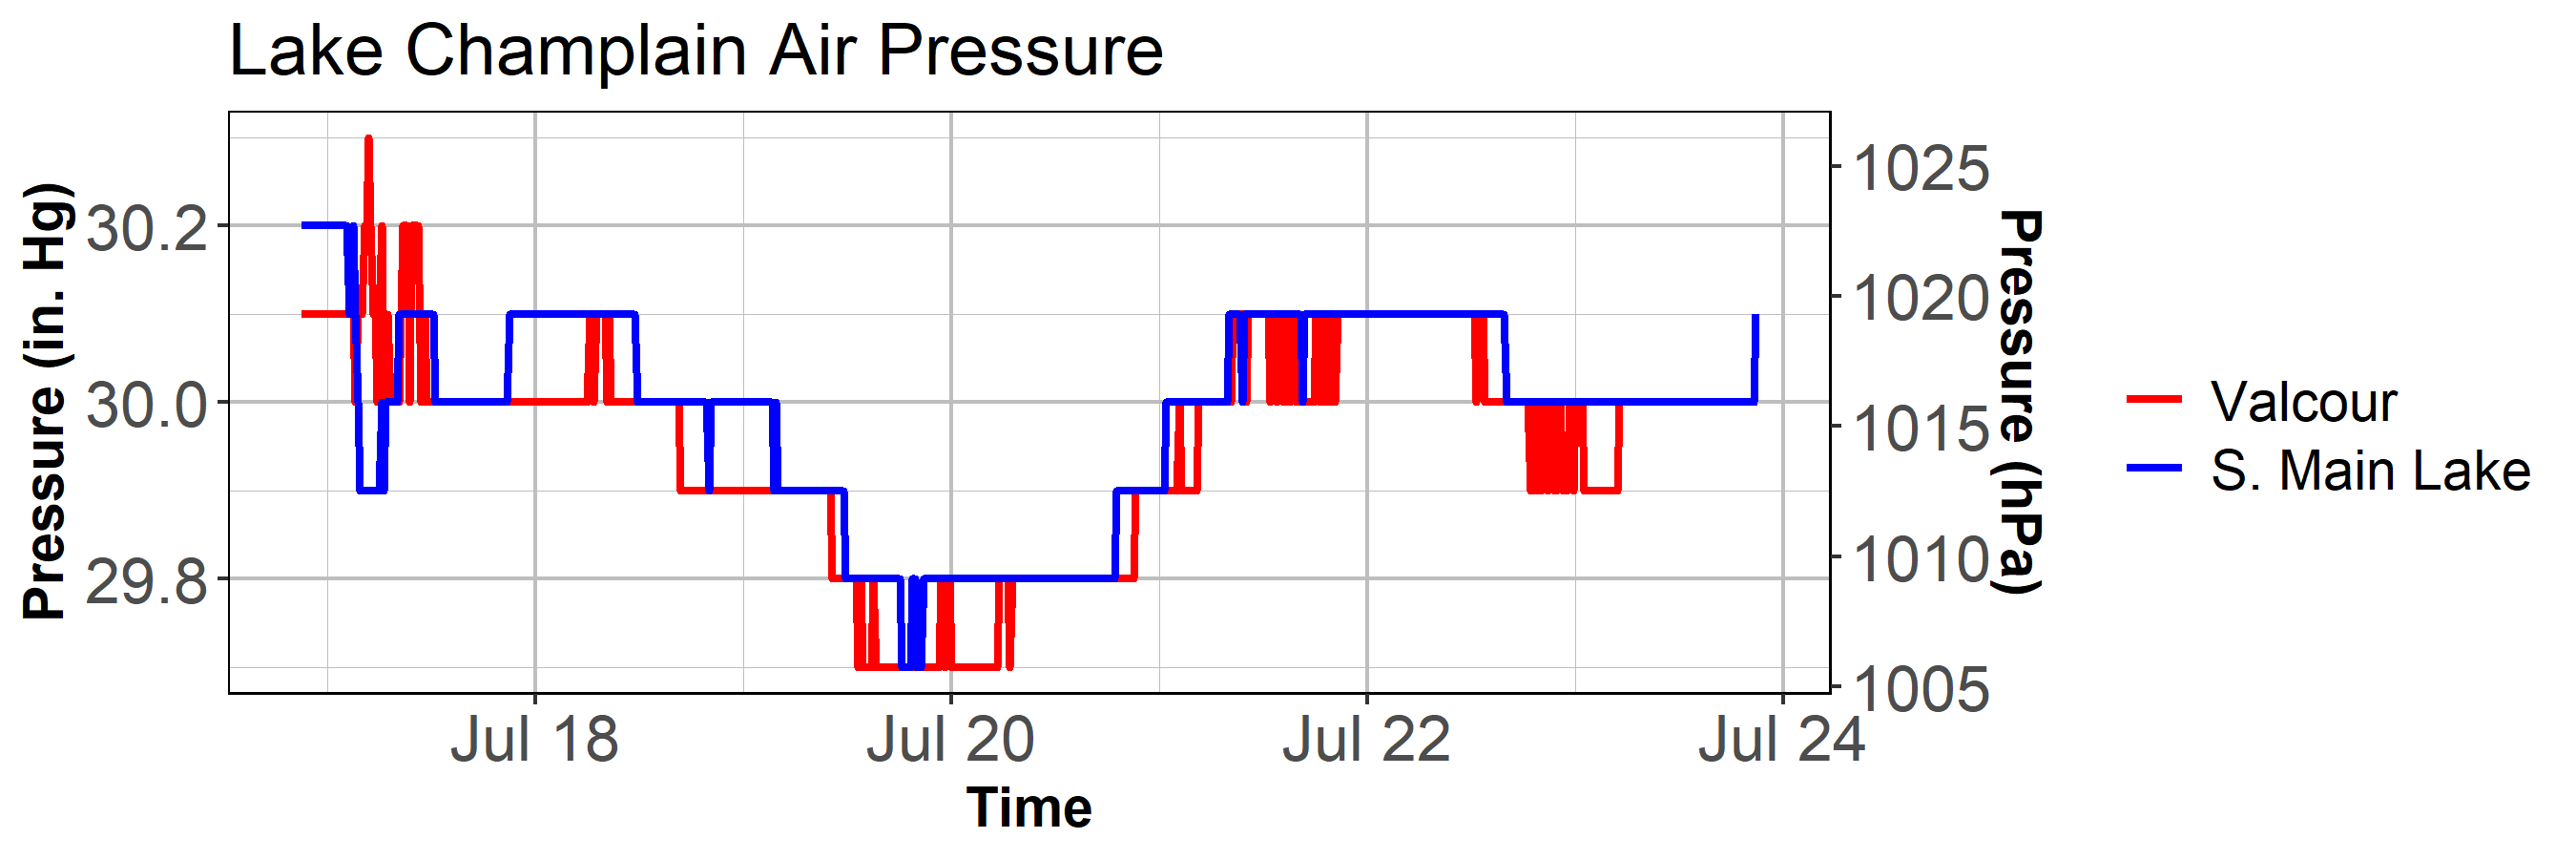 Lake Champlain Air Pressure
Pressure (in. Hg)
30.2
30.0
29.8
1025
1020
1015
1010
1005
Pressure (hPa)
Jul 18
Jul 20
Jul 22
Jul 24
Time
Valcour
S. Main Lake